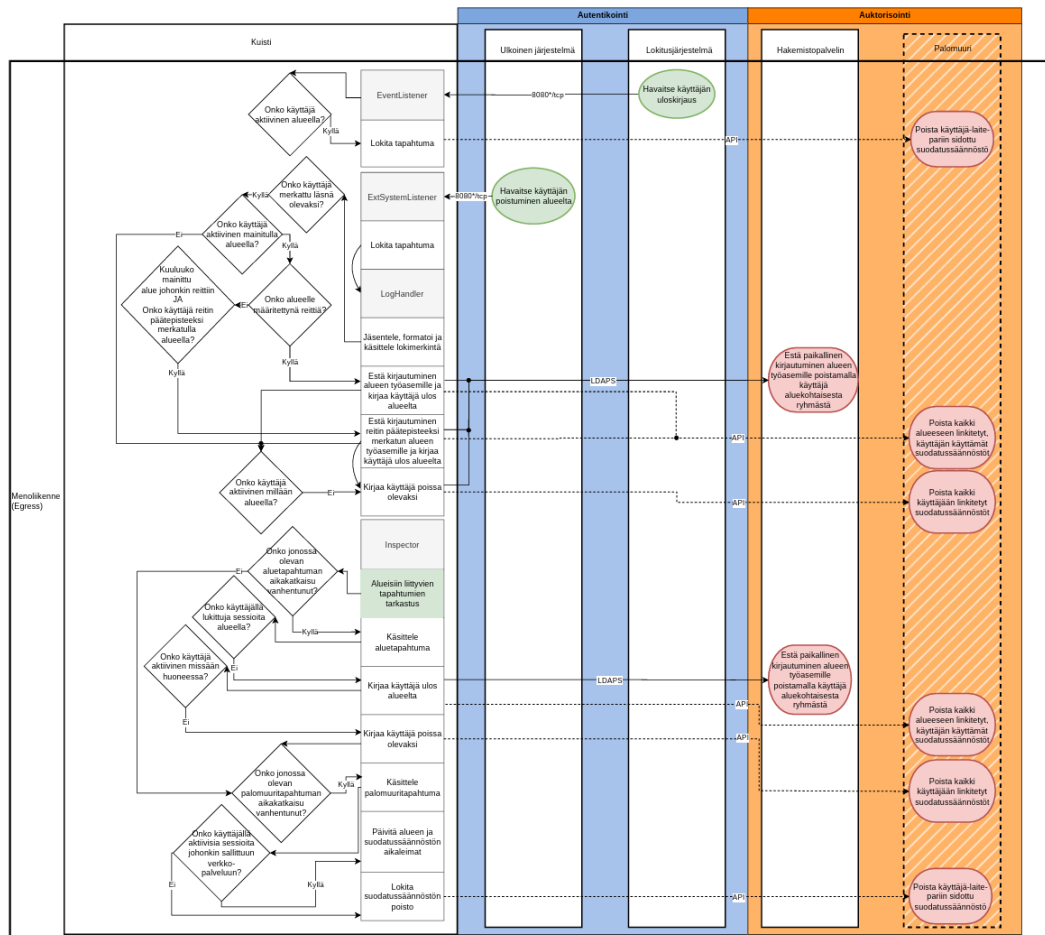 Autentikointi
Auktorisointi
Kuisti
Ulkoinen järjestelmä
Lokitusjärjestelmä
Hakemistopalvelin
Palomuuri
Menoliikenne
(Egress)
EventListener
8080*/tcp
Havaitse käyttäjän
uloskirjaus
Onko käyttäjä
aktiivinen alueella?
Kyllä
Lokita tapahtuma
API
Poista käyttäjä-laite-
pariin sidottu
suodatussäännöstö
Onko käyttäjä
merkattu läsnä
olevaksi?
Kyllä
ExtSystemListener
8080*/tcp
Havaitse käyttäjän
poistuminen alueelta
Onko käyttäjä
aktiivinen mainitulla
alueella?
Ei
Kyllä
Lokita tapahtuma
Kuuluuko
mainittu
alue johonkin reittiin
JA
Onko käyttäjä reitin
päätepisteeksi
merkatulla
alueella?
Ei
Onko alueelle
määritettynä reittiä?
LogHandler
Jäsentele, formatoi ja
käsittele lokimerkintä
Kyllä
Kyllä
Estä kirjautuminen
alueen työasemille ja
kirjaa käyttäjä ulos
alueelta
LDAPS
Estä paikallinen
kirjautuminen alueen
työasemille poistamalla
käyttäjä
aluekohtaisesta
ryhmästä
Estä kirjautuminen
reitin päätepisteeksi
merkatun alueen
työasemille ja kirjaa
käyttäjä ulos alueelta
API
Poista kaikki
alueeseen linkitetyt,
käyttäjän käyttämät
suodatussäännöstöt
Onko käyttäjä
aktiivinen millään
alueella?
Ei
Kirjaa käyttäjä poissa
olevaksi
API
Poista kaikki
käyttäjään linkitetyt
suodatussäännöstöt
Inspector
Onko jonossa
olevan
aluetapahtuman
aikakatkaisu
vanhentunut?
Ei
Alueisiin liittyvien
tapahtumien
tarkastus
Onko käyttäjällä
lukittuja sessioita
alueella?
Kyllä
Käsittele
aluetapahtuma
Onko käyttäjä
aktiivinen missään
huoneessa?
Ei
Kirjaa käyttäjä ulos
alueelta
LDAPS
Estä paikallinen
kirjautuminen alueen
työasemille
poistamalla käyttäjä
aluekohtaisesta
ryhmästä
API
Poista kaikki
alueeseen linkitetyt,
käyttäjän käyttämät
suodatussäännöstöt
Ei
Kirjaa käyttäjä poissa
olevaksi
API
Poista kaikki
käyttäjään linkitetyt
suodatussäännöstöt
Onko jonossa
olevan
palomuuritapahtuman
aikakatkaisu
vanhentunut?
Kyllä
Käsittele
palomuuritapahtuma
Onko käyttäjällä
aktiivisia sessioita
johonkin sallittuun
verkko-
palveluun?
Päivitä alueen ja
suodatussäännöstön
aikaleimat
Ei
Kyllä
Lokita
suodatussäännöstön
poisto
API
Poista käyttäjä-laite-
pariin sidottu
suodatussäännöstö